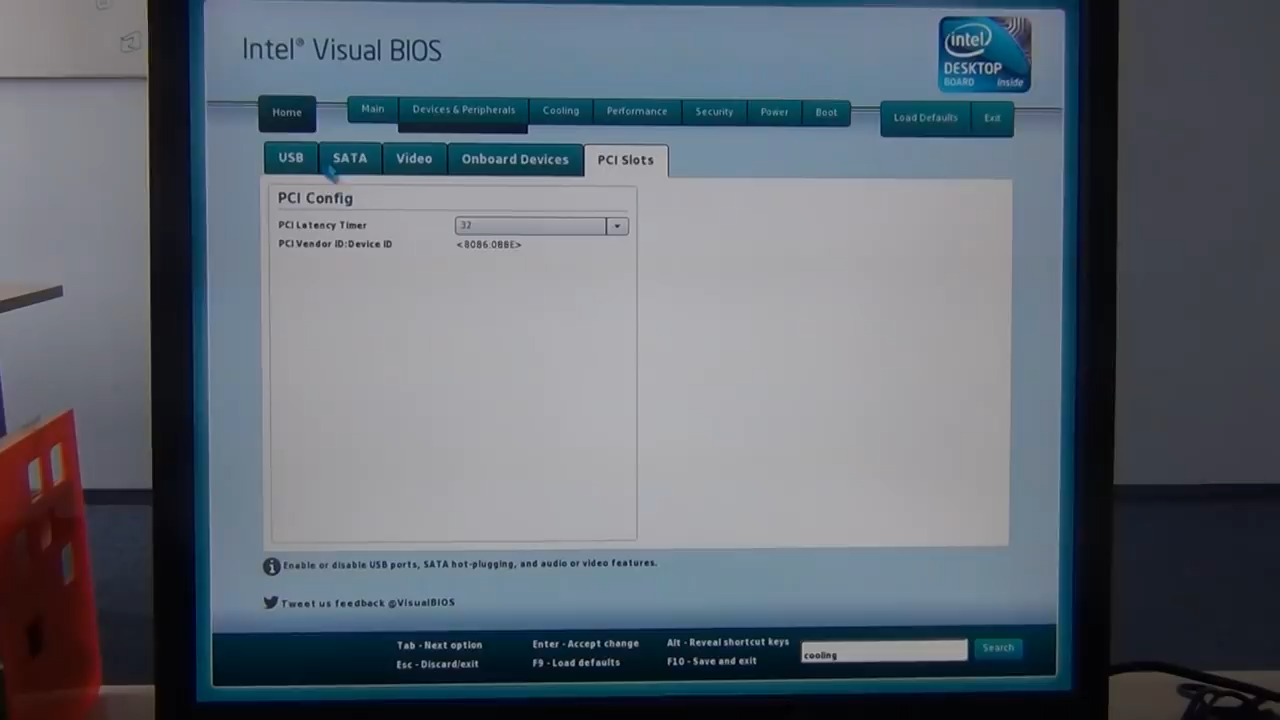 Intel® Visual BIOS
intel
DESKTOP
BOARD inside
Home Main Devices & Peripherals Cooling Performance Security Power Boot Load Defaults Exit
USB SATA Video Onboard Devices PCI Slots
PCI Config
PCI Latency Timer 32
PCI Vendor ID:Device ID <8086:0BBE>
Enable or disable USB ports, SATA hot-plugging, and audio or video features.
Tweet us feedback @VisualBIOS
Tab - Next option Enter - Accept change Alt - Reveal shortcut keys
Esc - Discard/exit F9 - Load defaults F10 - Save and exit
cooling Search